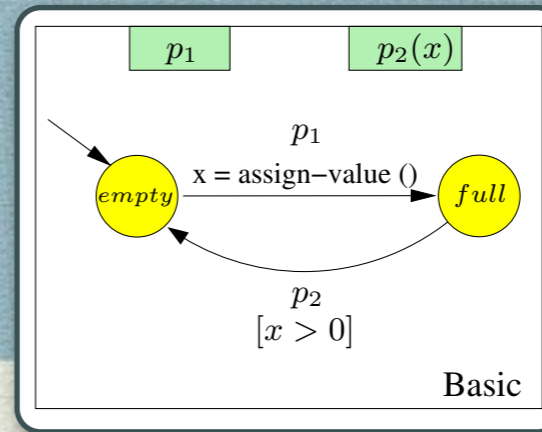 p₁ p₂(x)
p₁
x = assign−value ()
empty full
p₂
[x > 0]
Basic